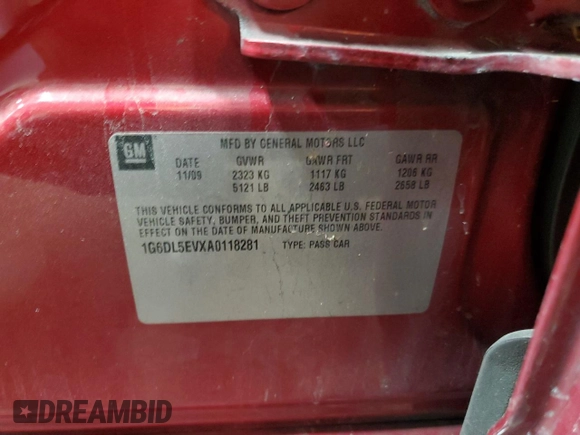 GM
MFD BY GENERAL MOTORS LLC
DATE GVWR GAWR FRT GAWR RR
11/09 2323 KG 1117 KG 1206 KG
5121 LB 2463 LB 2658 LB
THIS VEHICLE CONFORMS TO ALL APPLICABLE U.S. FEDERAL MOTOR
VEHICLE SAFETY, BUMPER, AND THEFT PREVENTION STANDARDS
IN EFFECT ON THE DATE OF MANUFACTURE SHOWN ABOVE.
1G6DL5EVXA0118281 TYPE: PASS CAR
DREAMBID